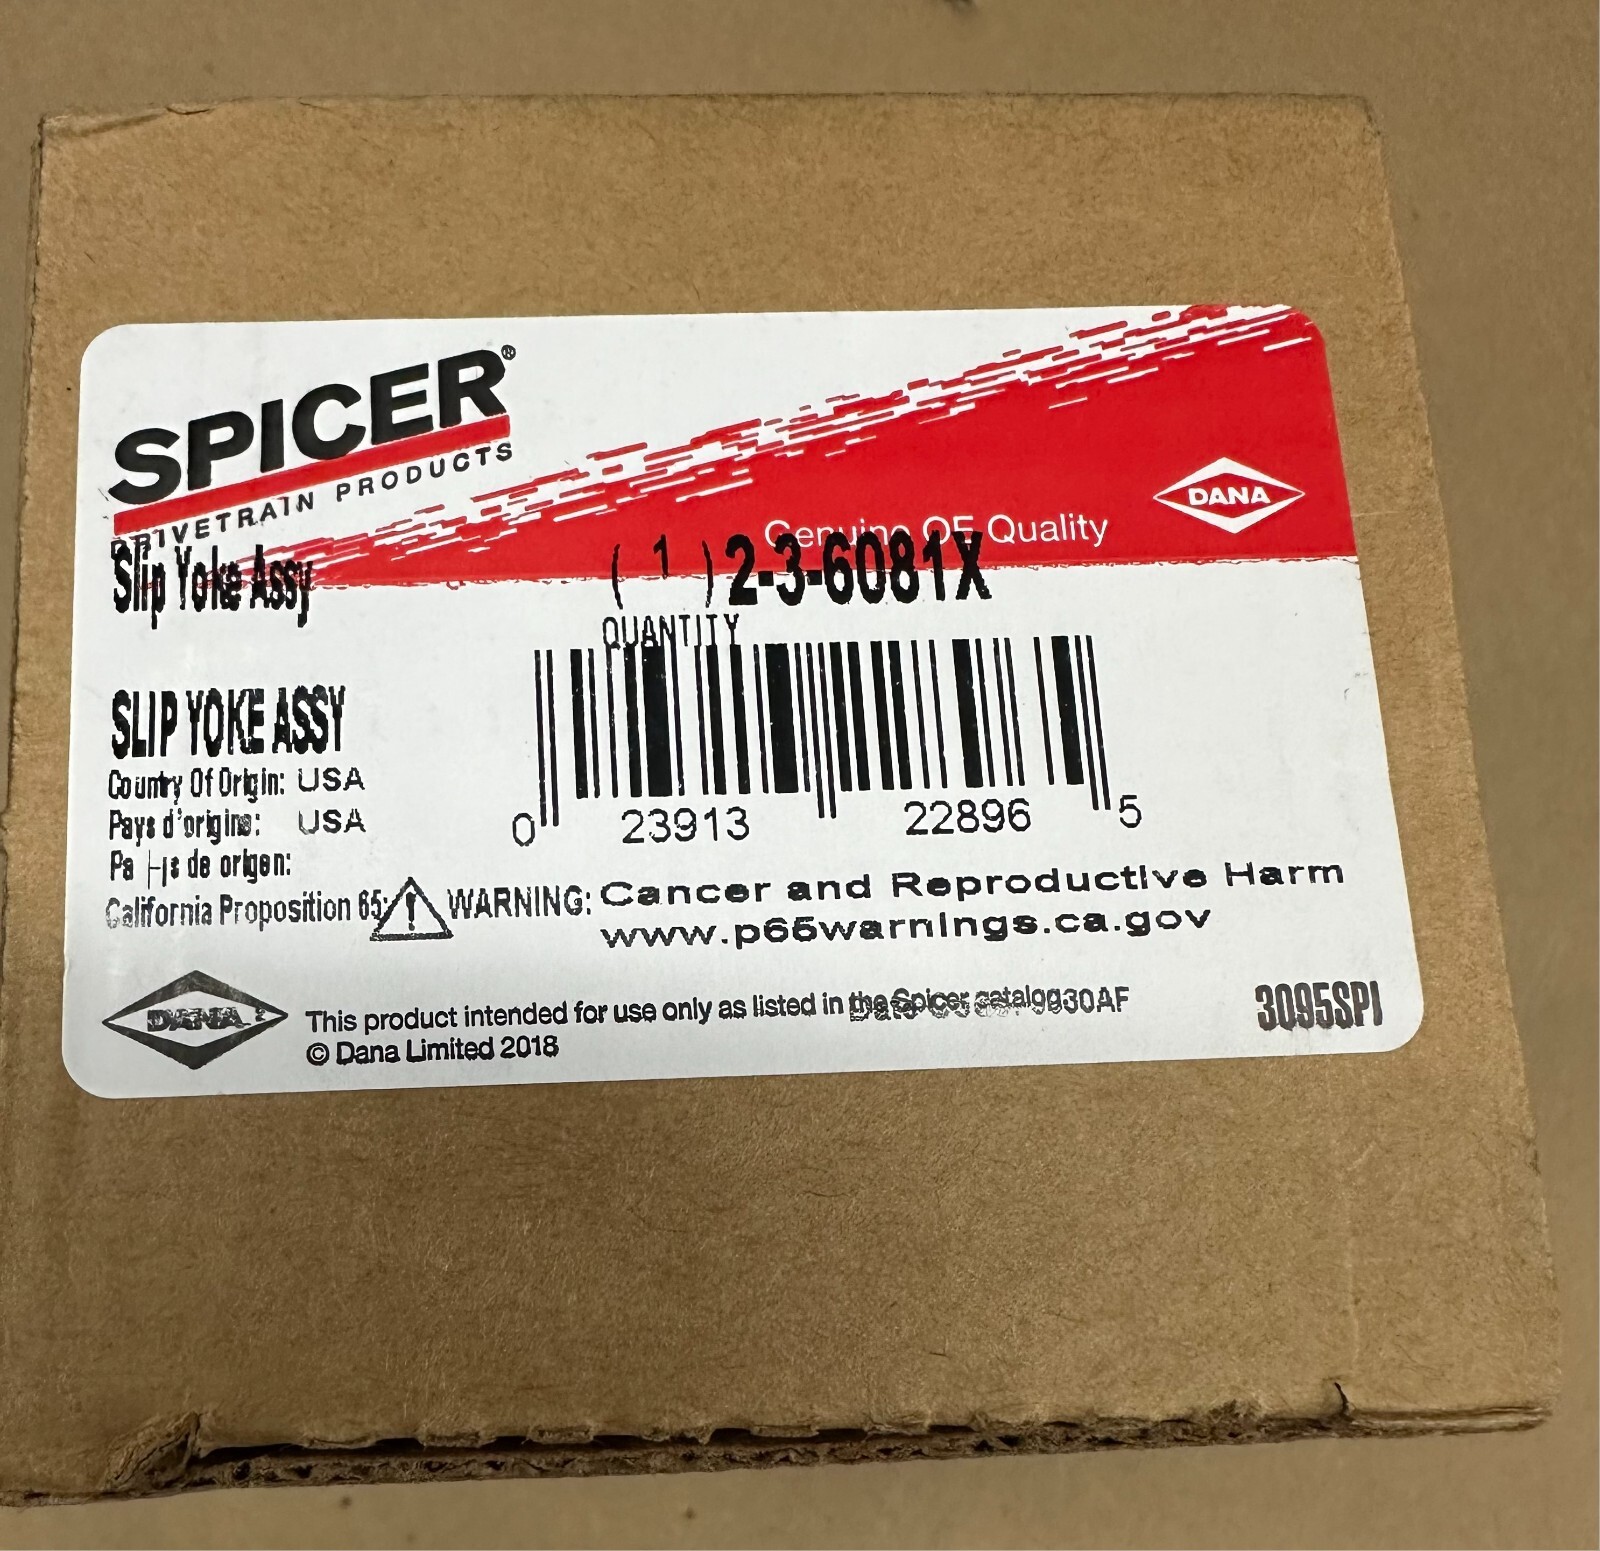 SPICER®
DRIVETRAIN PRODUCTS
DANA
Genuine OE Quality
Slip Yoke Assy
( 1 ) 2-3-6081X
QUANTITY
SLIP YOKE ASSY
Country Of Origin: USA
Pays d'origine: USA
de origen:
0 23913 22896 5
California Proposition 65: WARNING: Cancer and Reproductive Harm
www.p65warnings.ca.gov
DANA
This product intended for use only as listed in the Spicer catalog
30AF
3095SPI
© Dana Limited 2018